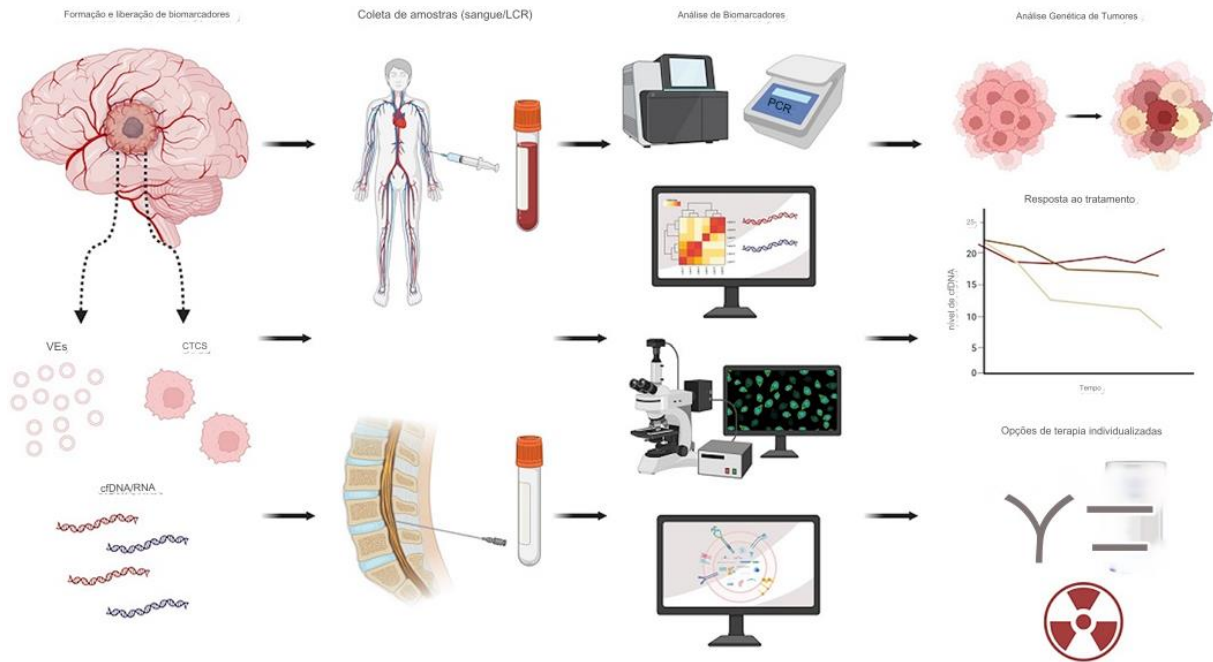 Formação e liberação de biomarcadores
Coleta de amostras (sangue/LCR)
Análise de Biomarcadores
Análise Genética de Tumores
PCR
VEs
CTCS
cfDNA/RNA
Resposta ao tratamento
25
20
15
10
5
0
nível de cfDNA
Tempo
Opções de terapia individualizadas